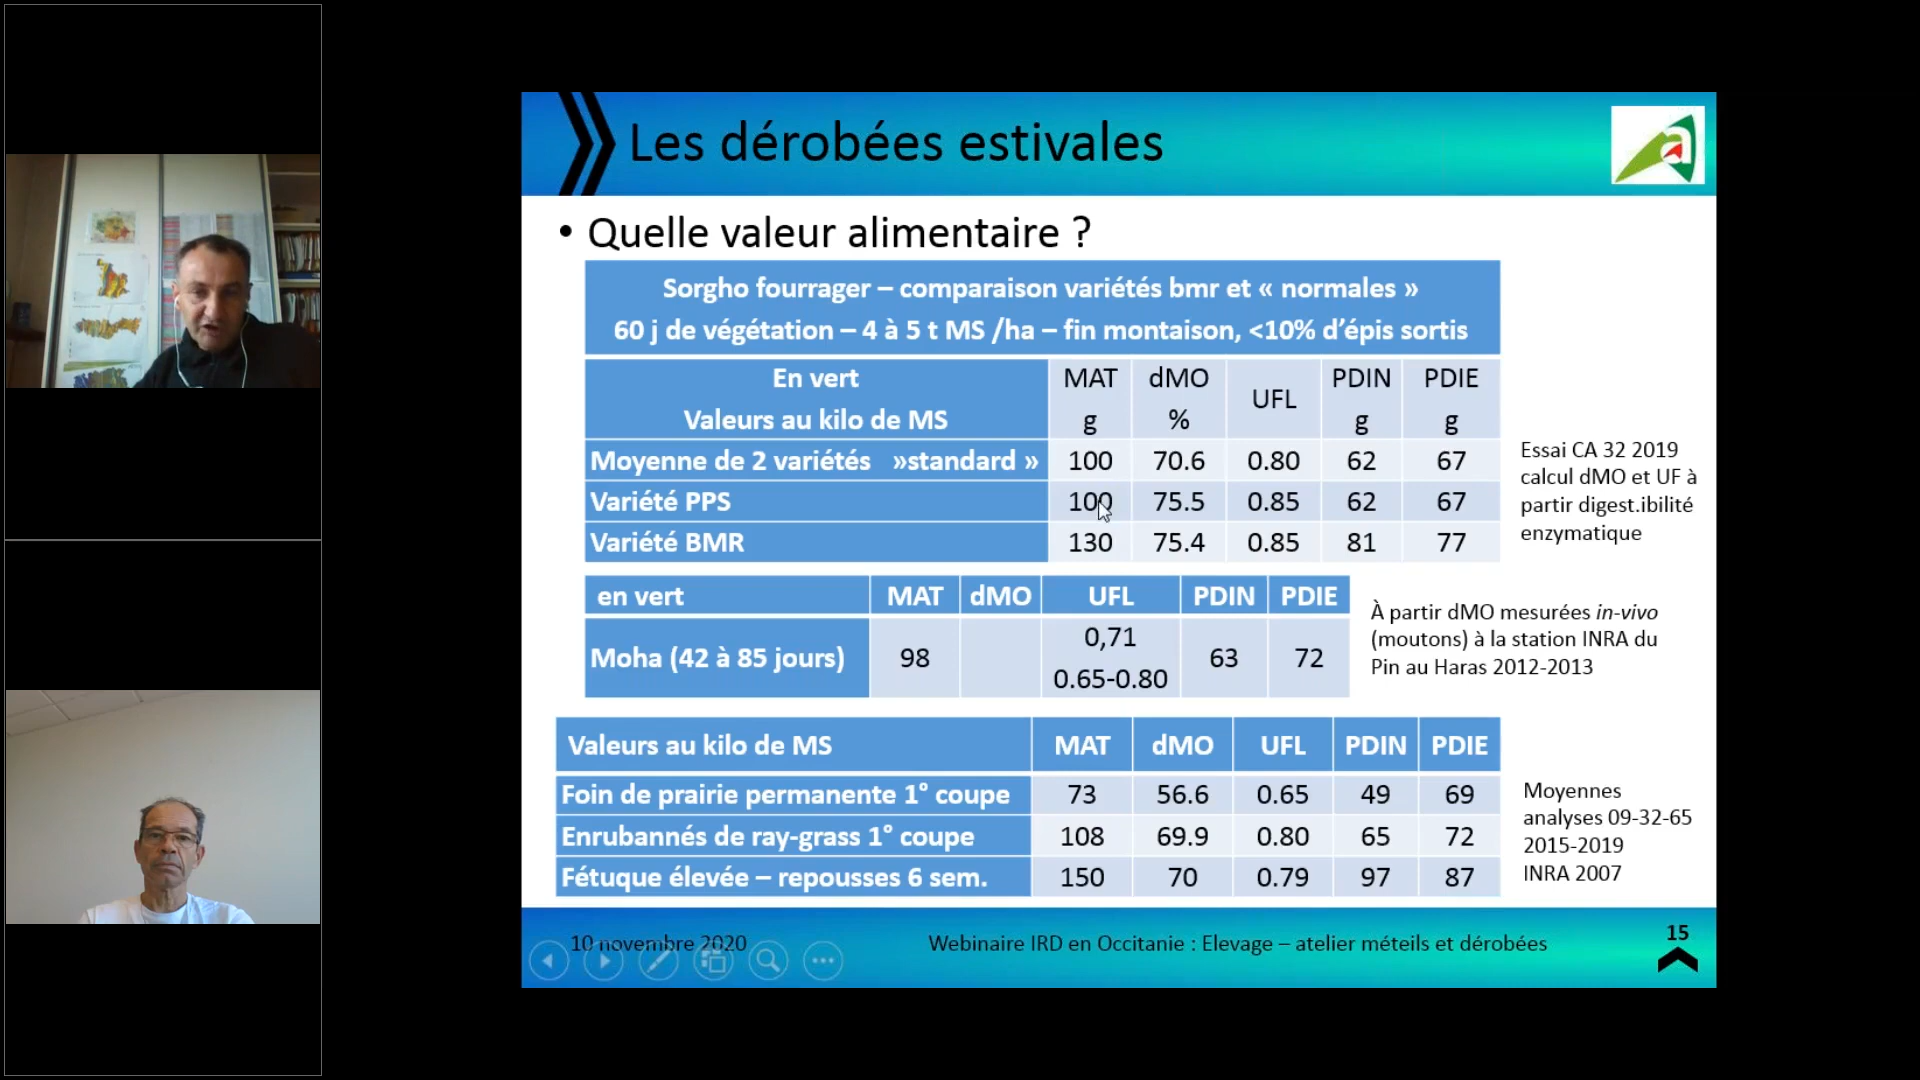 Les dérobées estivales
• Quelle valeur alimentaire ?
Sorgho fourrager – comparaison variétés bmr et « normales »
60 j de végétation – 4 à 5 t MS /ha – fin montaison, <10% d'épis sortis
En vert
Valeurs au kilo de MS
MAT g
dMO %
UFL
PDIN g
PDIE g
Moyenne de 2 variétés »standard » 100 70.6 0.80 62 67
Variété PPS 100 75.5 0.85 62 67
Variété BMR 130 75.4 0.85 81 77
Essai CA 32 2019
calcul dMO et UF à
partir digest.ibilité
enzymatique
en vert MAT dMO UFL PDIN PDIE
Moha (42 à 85 jours) 98 0,71 63 72
0.65-0.80
À partir dMO mesurées in-vivo
(moutons) à la station INRA du
Pin au Haras 2012-2013
Valeurs au kilo de MS MAT dMO UFL PDIN PDIE
Foin de prairie permanente 1° coupe 73 56.6 0.65 49 69
Enrubannés de ray-grass 1° coupe 108 69.9 0.80 65 72
Fétuque élevée – repousses 6 sem. 150 70 0.79 97 87
Moyennes
analyses 09-32-65
2015-2019
INRA 2007
10 novembre 2020
Webinaire IRD en Occitanie : Elevage – atelier méteils et dérobées
15